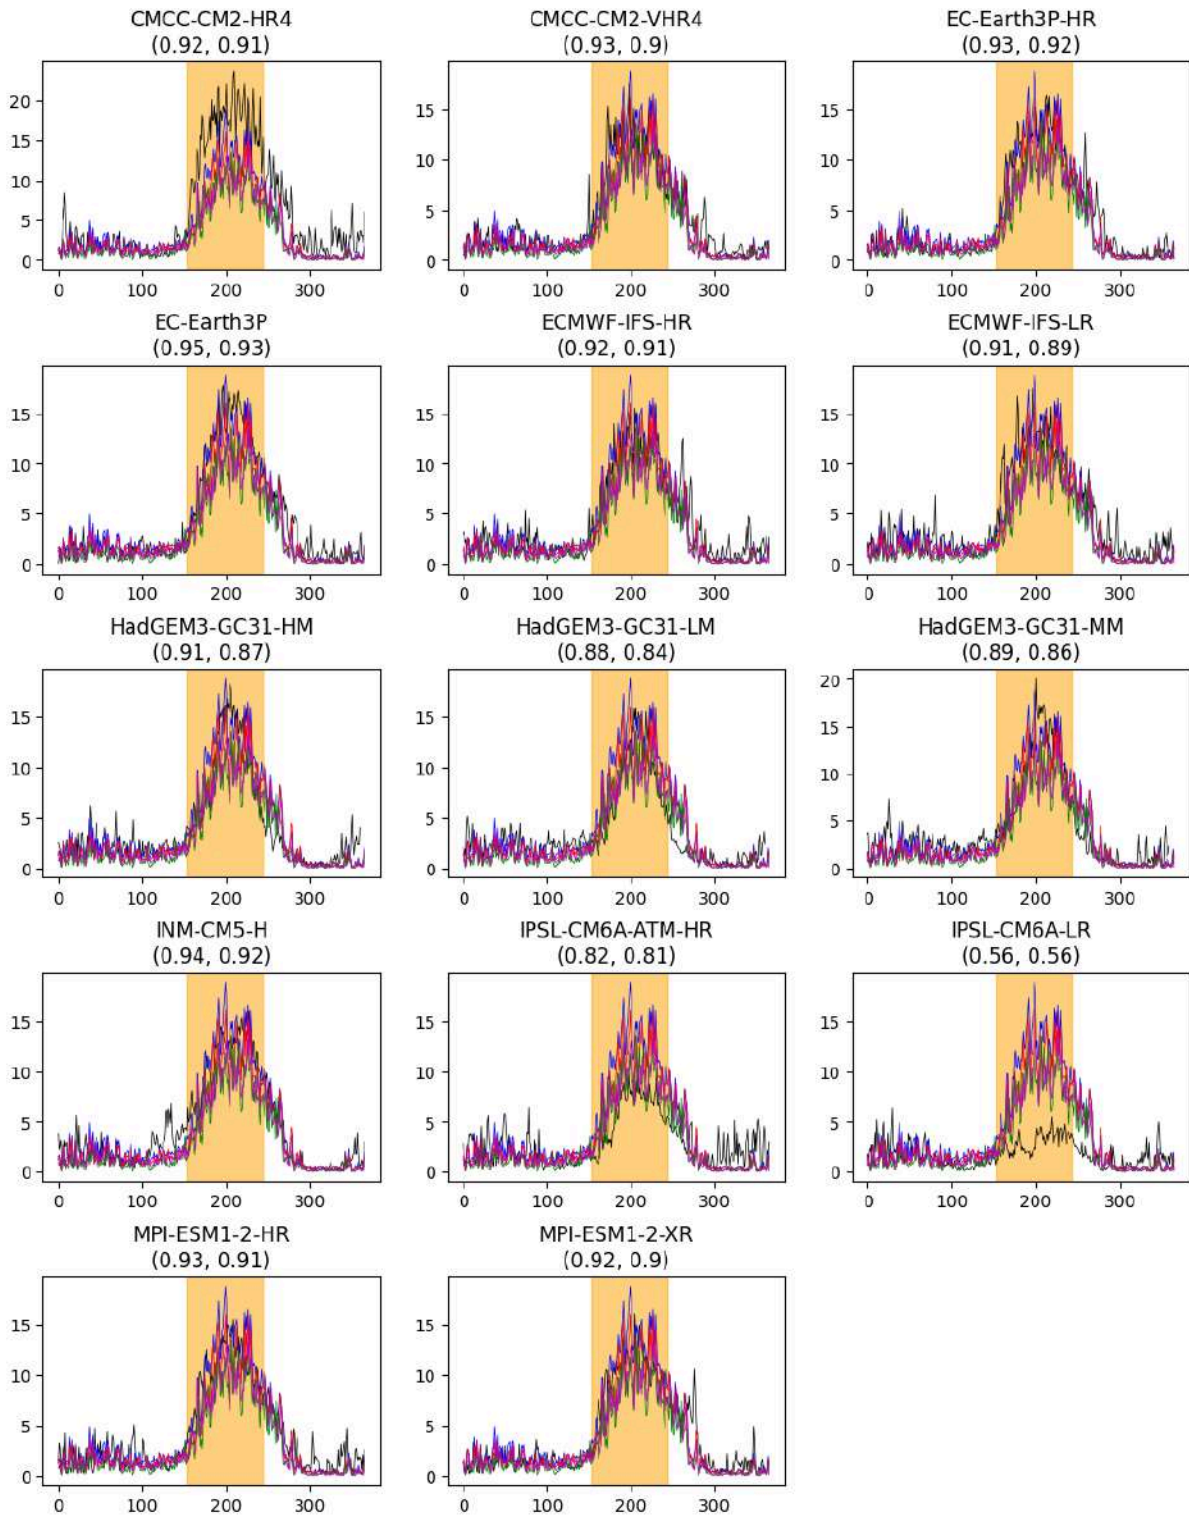 CMCC-CM2-HR4
(0.92, 0.91)
CMCC-CM2-VHR4
(0.93, 0.9)
EC-Earth3P-HR
(0.93, 0.92)
20
15
10
5
0
0 100 200 300
15
10
5
0
0 100 200 300
15
10
5
0
0 100 200 300
EC-Earth3P
(0.95, 0.93)
ECMWF-IFS-HR
(0.92, 0.91)
ECMWF-IFS-LR
(0.91, 0.89)
15
10
5
0
0 100 200 300
15
10
5
0
0 100 200 300
15
10
5
0
0 100 200 300
HadGEM3-GC31-HM
(0.91, 0.87)
HadGEM3-GC31-LM
(0.88, 0.84)
HadGEM3-GC31-MM
(0.89, 0.86)
15
10
5
0
0 100 200 300
15
10
5
0
0 100 200 300
20
15
10
5
0
0 100 200 300
INM-CM5-H
(0.94, 0.92)
IPSL-CM6A-ATM-HR
(0.82, 0.81)
IPSL-CM6A-LR
(0.56, 0.56)
15
10
5
0
0 100 200 300
15
10
5
0
0 100 200 300
15
10
5
0
0 100 200 300
MPI-ESM1-2-HR
(0.93, 0.91)
MPI-ESM1-2-XR
(0.92, 0.9)
15
10
5
0
0 100 200 300
15
10
5
0
0 100 200 300